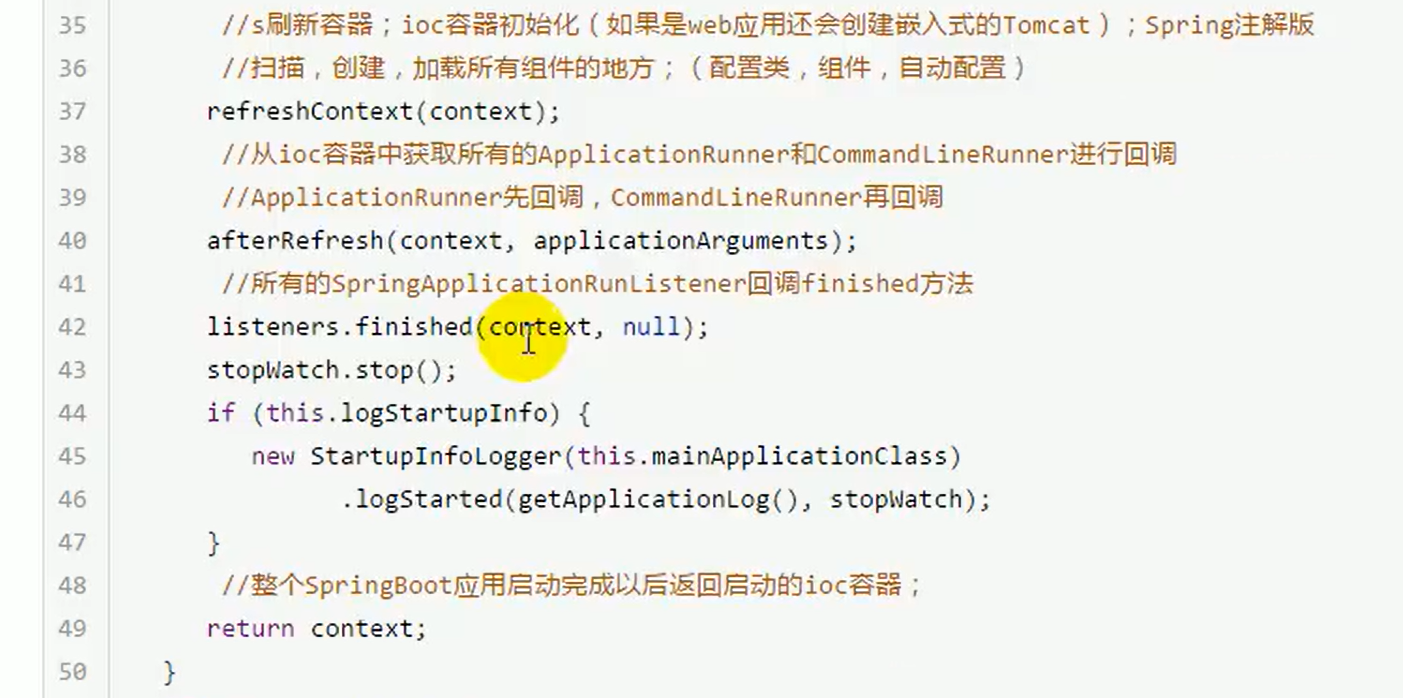 35 //s刷新容器；ioc容器初始化（如果是web应用还会创建嵌入式的Tomcat）；Spring注解版
36 //扫描，创建，加载所有组件的地方；（配置类，组件，自动配置）
37 refreshContext(context);
38 //从ioc容器中获取所有的ApplicationRunner和CommandLineRunner进行回调
39 //ApplicationRunner先回调，CommandLineRunner再回调
40 afterRefresh(context, applicationArguments);
41 //所有的SpringApplicationRunListener回调finished方法
42 listeners.finished(context, null);
43 stopWatch.stop();
44 if (this.logStartupInfo) {
45 new StartupInfoLogger(this.mainApplicationClass)
46 .logStarted(getApplicationLog(), stopWatch);
47 }
48 //整个SpringBoot应用启动完成以后返回启动的ioc容器；
49 return context;
50 }